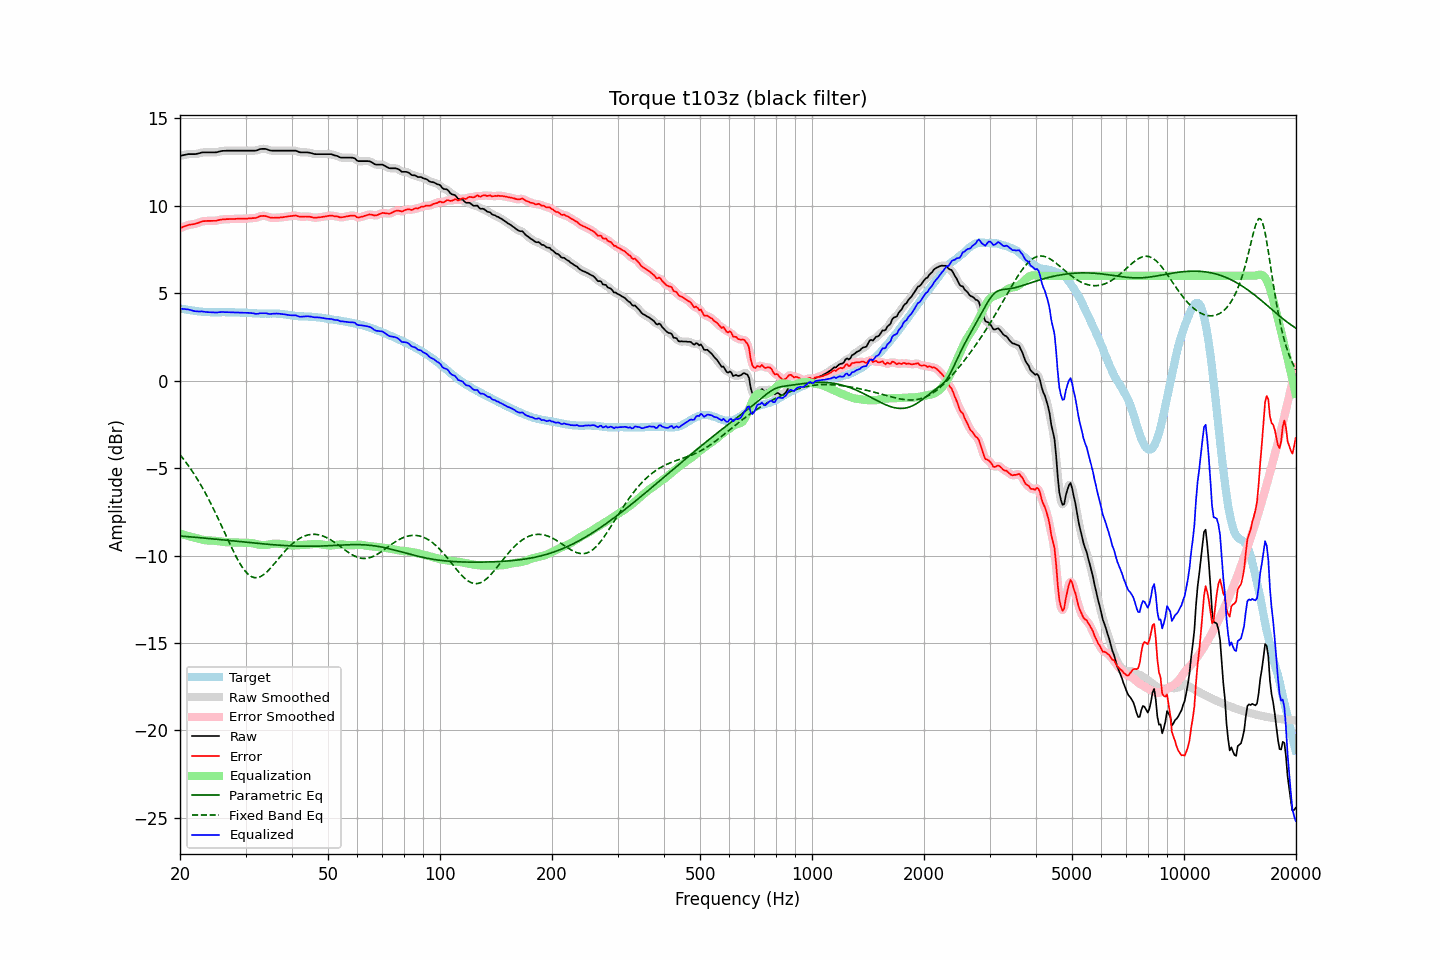 Torque t103z (black filter)
15
10
5
0
−5
−10
−15
−20
−25
Amplitude (dBr)
Target
Raw Smoothed
Error Smoothed
Raw
Error
Equalization
Parametric Eq
Fixed Band Eq
Equalized
20 50 100 200 500 1000 2000 5000 10000 20000
Frequency (Hz)